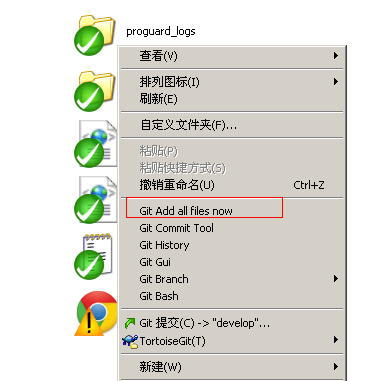 proguard_logs
查看(V)
排列图标(I)
刷新(E)
自定义文件夹(F)...
粘贴(P)
粘贴快捷方式(S)
撤销重命名(U) Ctrl+Z
Git Add all files now
Git Commit Tool
Git History
Git Gui
Git Branch
Git Bash
Git 提交(C) -> "develop"...
TortoiseGit(T)
新建(W)